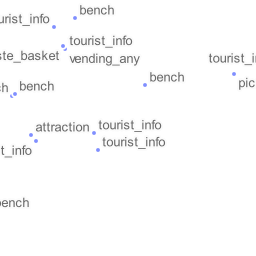 bench
urist_info
tourist_info
ste_basket
vending_any
tourist_i
bench
pic
h
bench
attraction
tourist_info
tourist_info
t_info
bench